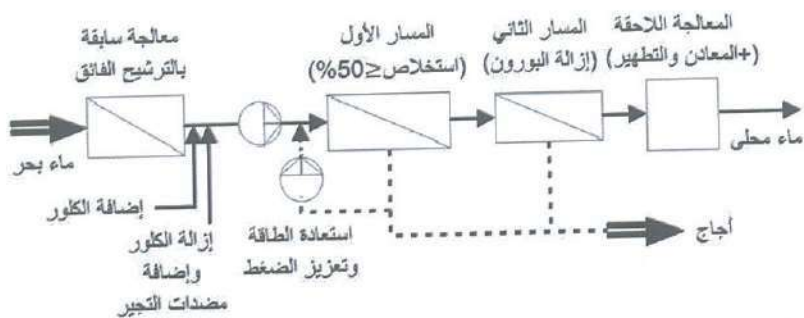 معالجة سابقة
بالترشيح الفائق
المسار الأول
(استخلاص≥50%)
المسار الثاني
(إزالة البورون)
المعالجة اللاحقة
(+المعادن والتطهير)
ماء بحر
ماء محلى
إضافة الكلور
إزالة الكلور
وإضافة
مضدات التجير
استعادة الطاقة
وتعزيز الضغط
أجاج